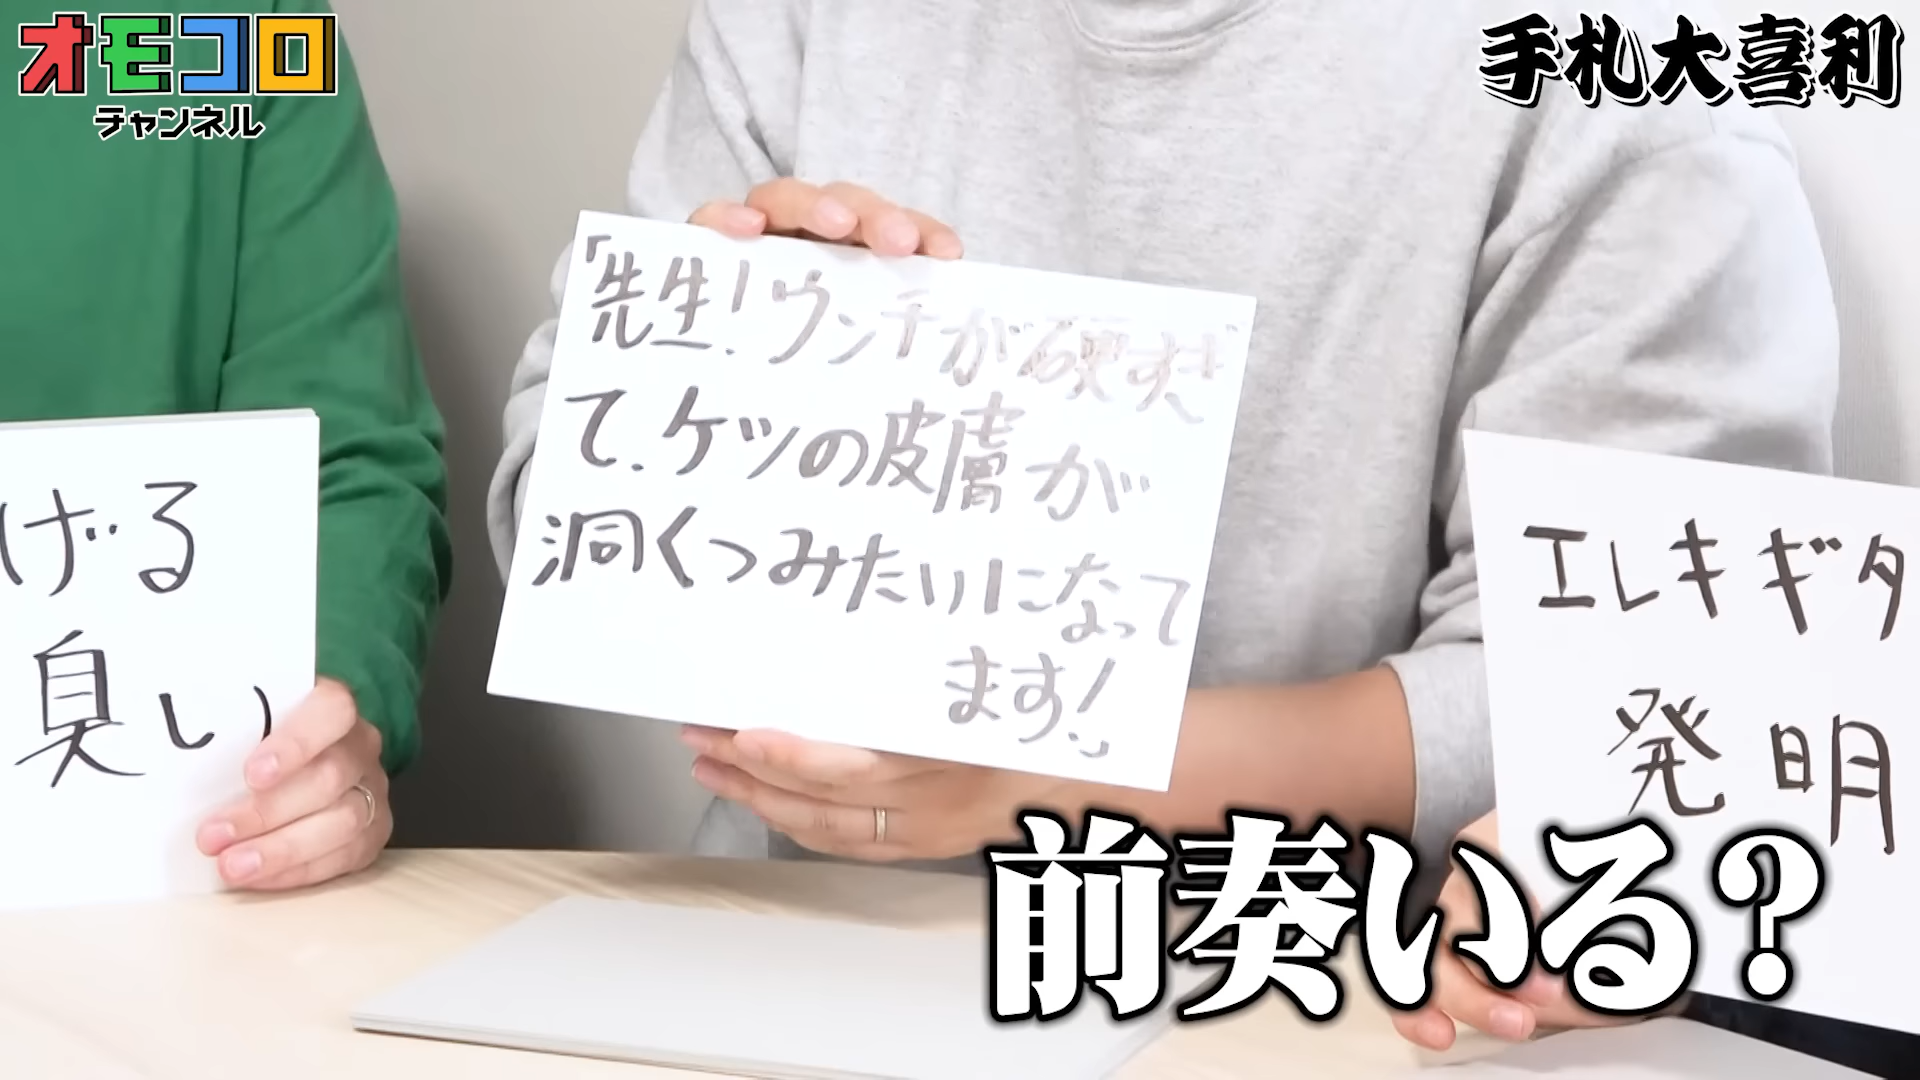 オモコロ
チャンネル
手札大喜利
「先生!ウンチが硬すぎ
て、ケツの皮膚が
洞くつみたいになって
ます!」
げる
臭い
エレキギタ
発明
前奏いる?